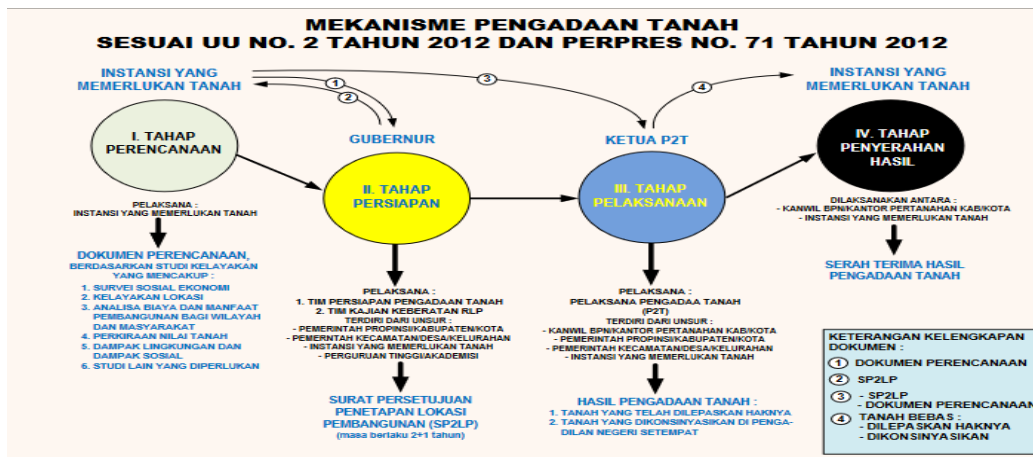 MEKANISME PENGADAAN TANAH
SESUAI UU NO. 2 TAHUN 2012 DAN PERPRES NO. 71 TAHUN 2012
INSTANSI YANG
MEMERLUKAN TANAH
1
2
3
4
INSTANSI YANG
MEMERLUKAN TANAH
I. TAHAP
PERENCANAAN
GUBERNUR
II. TAHAP
PERSIAPAN
KETUA P2T
III. TAHAP
PELAKSANAAN
IV. TAHAP
PENYERAHAN
HASIL
PELAKSANA :
INSTANSI YANG MEMERLUKAN TANAH
DOKUMEN PERENCANAAN,
BERDASARKAN STUDI KELAYAKAN
YANG MENCAKUP :
1. SURVEI SOSIAL EKONOMI
2. KELAYAKAN LOKASI
3. ANALISA BIAYA DAN MANFAAT
PEMBANGUNAN BAGI WILAYAH
DAN MASYARAKAT
4. PERKIRAAN NILAI TANAH
5. DAMPAK LINGKUNGAN DAN
DAMPAK SOSIAL
6. STUDI LAIN YANG DIPERLUKAN
PELAKSANA :
1. TIM PERSIAPAN PENGADAAN TANAH
2. TIM KAJIAN KEBERATAN RLP
TERDIRI DARI UNSUR :
- PEMERINTAH PROPINSI/KABUPATEN/KOTA
- PEMERNTAH KECAMATAN/DESA/KELURAHAN
- INSTANSI YANG MEMERLUKAN TANAH
- PERGURUAN TINGGI/AKADEMISI
SURAT PERSETUJUAN
PENETAPAN LOKASI
PEMBANGUNAN (SP2LP)
(masa berlaku 2+1 tahun)
PELAKSANA :
PELAKSANA PENGADAA TANAH
(P2T)
TERDIRI DARI UNSUR :
- KANWIL BPN/KANTOR PERTANAHAN KAB/KOTA
- PEMERINTAH PROPINSI/KABUPATEN/KOTA
- PEMERNTAH KECAMATAN/DESA/KELURAHAN
- INSTANSI YANG MEMERLUKAN TANAH
HASIL PENGADAAN TANAH :
1. TANAH YANG TELAH DILEPASKAN HAKNYA
2. TANAH YANG DIKONSINYASIKAN DI PENGA-
DILAN NEGERI SETEMPAT
DILAKSANAKAN ANTARA :
- KANWIL BPN/KANTOR PERTANAHAN KAB/KOTA
- INSTANSI YANG MEMERLUKAN TANAH
SERAH TERIMA HASIL
PENGADAAN TANAH
KETERANGAN KELENGKAPAN
DOKUMEN :
1 DOKUMEN PERENCANAAN
2 SP2LP
3 - SP2LP
- DOKUMEN PERENCANAAN
4 TANAH BEBAS :
- DILEPASKAN HAKNYA
- DIKONSINYASIKAN